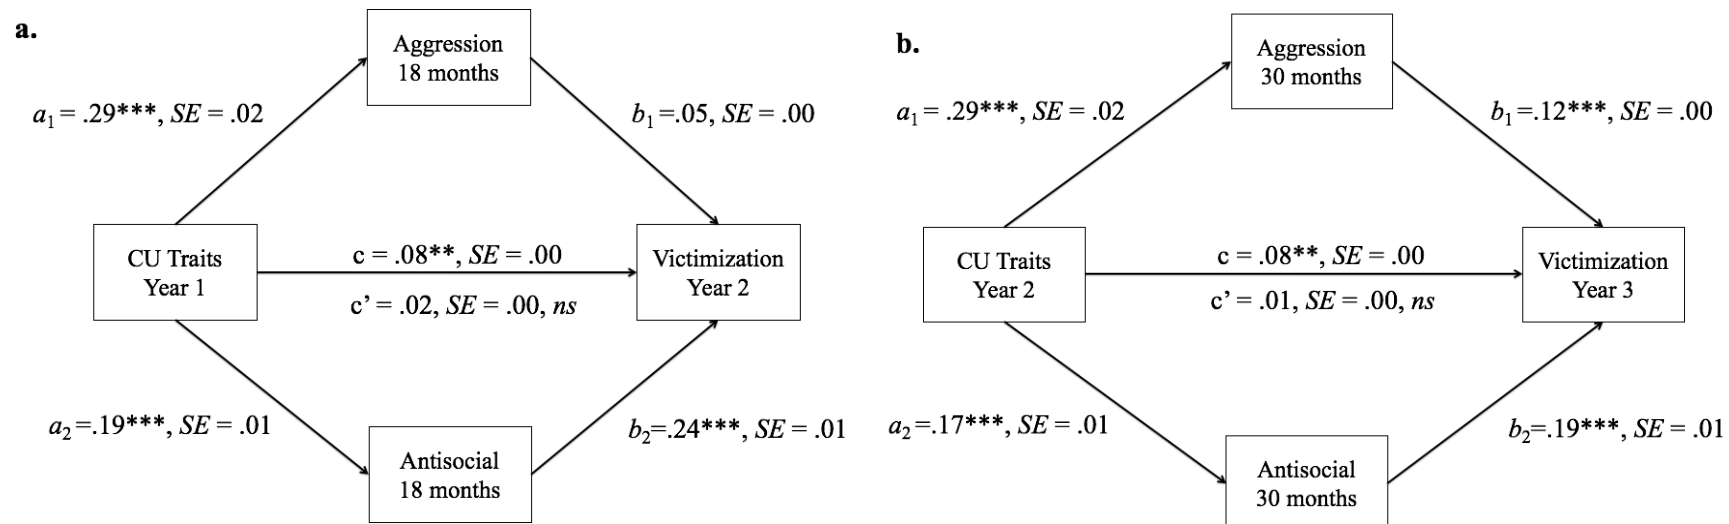 a.
Aggression
18 months
a1 = .29***, SE = .02
b1 =.05, SE = .00
CU Traits
Year 1
c = .08**, SE = .00
c’ = .02, SE = .00, ns
Victimization
Year 2
a2 =.19***, SE = .01
b2=.24***, SE = .01
Antisocial
18 months
b.
Aggression
30 months
a1 = .29***, SE = .02
b1 =.12***, SE = .00
CU Traits
Year 2
c = .08**, SE = .00
c’ = .01, SE = .00, ns
Victimization
Year 3
a2 =.17***, SE = .01
b2=.19***, SE = .01
Antisocial
30 months